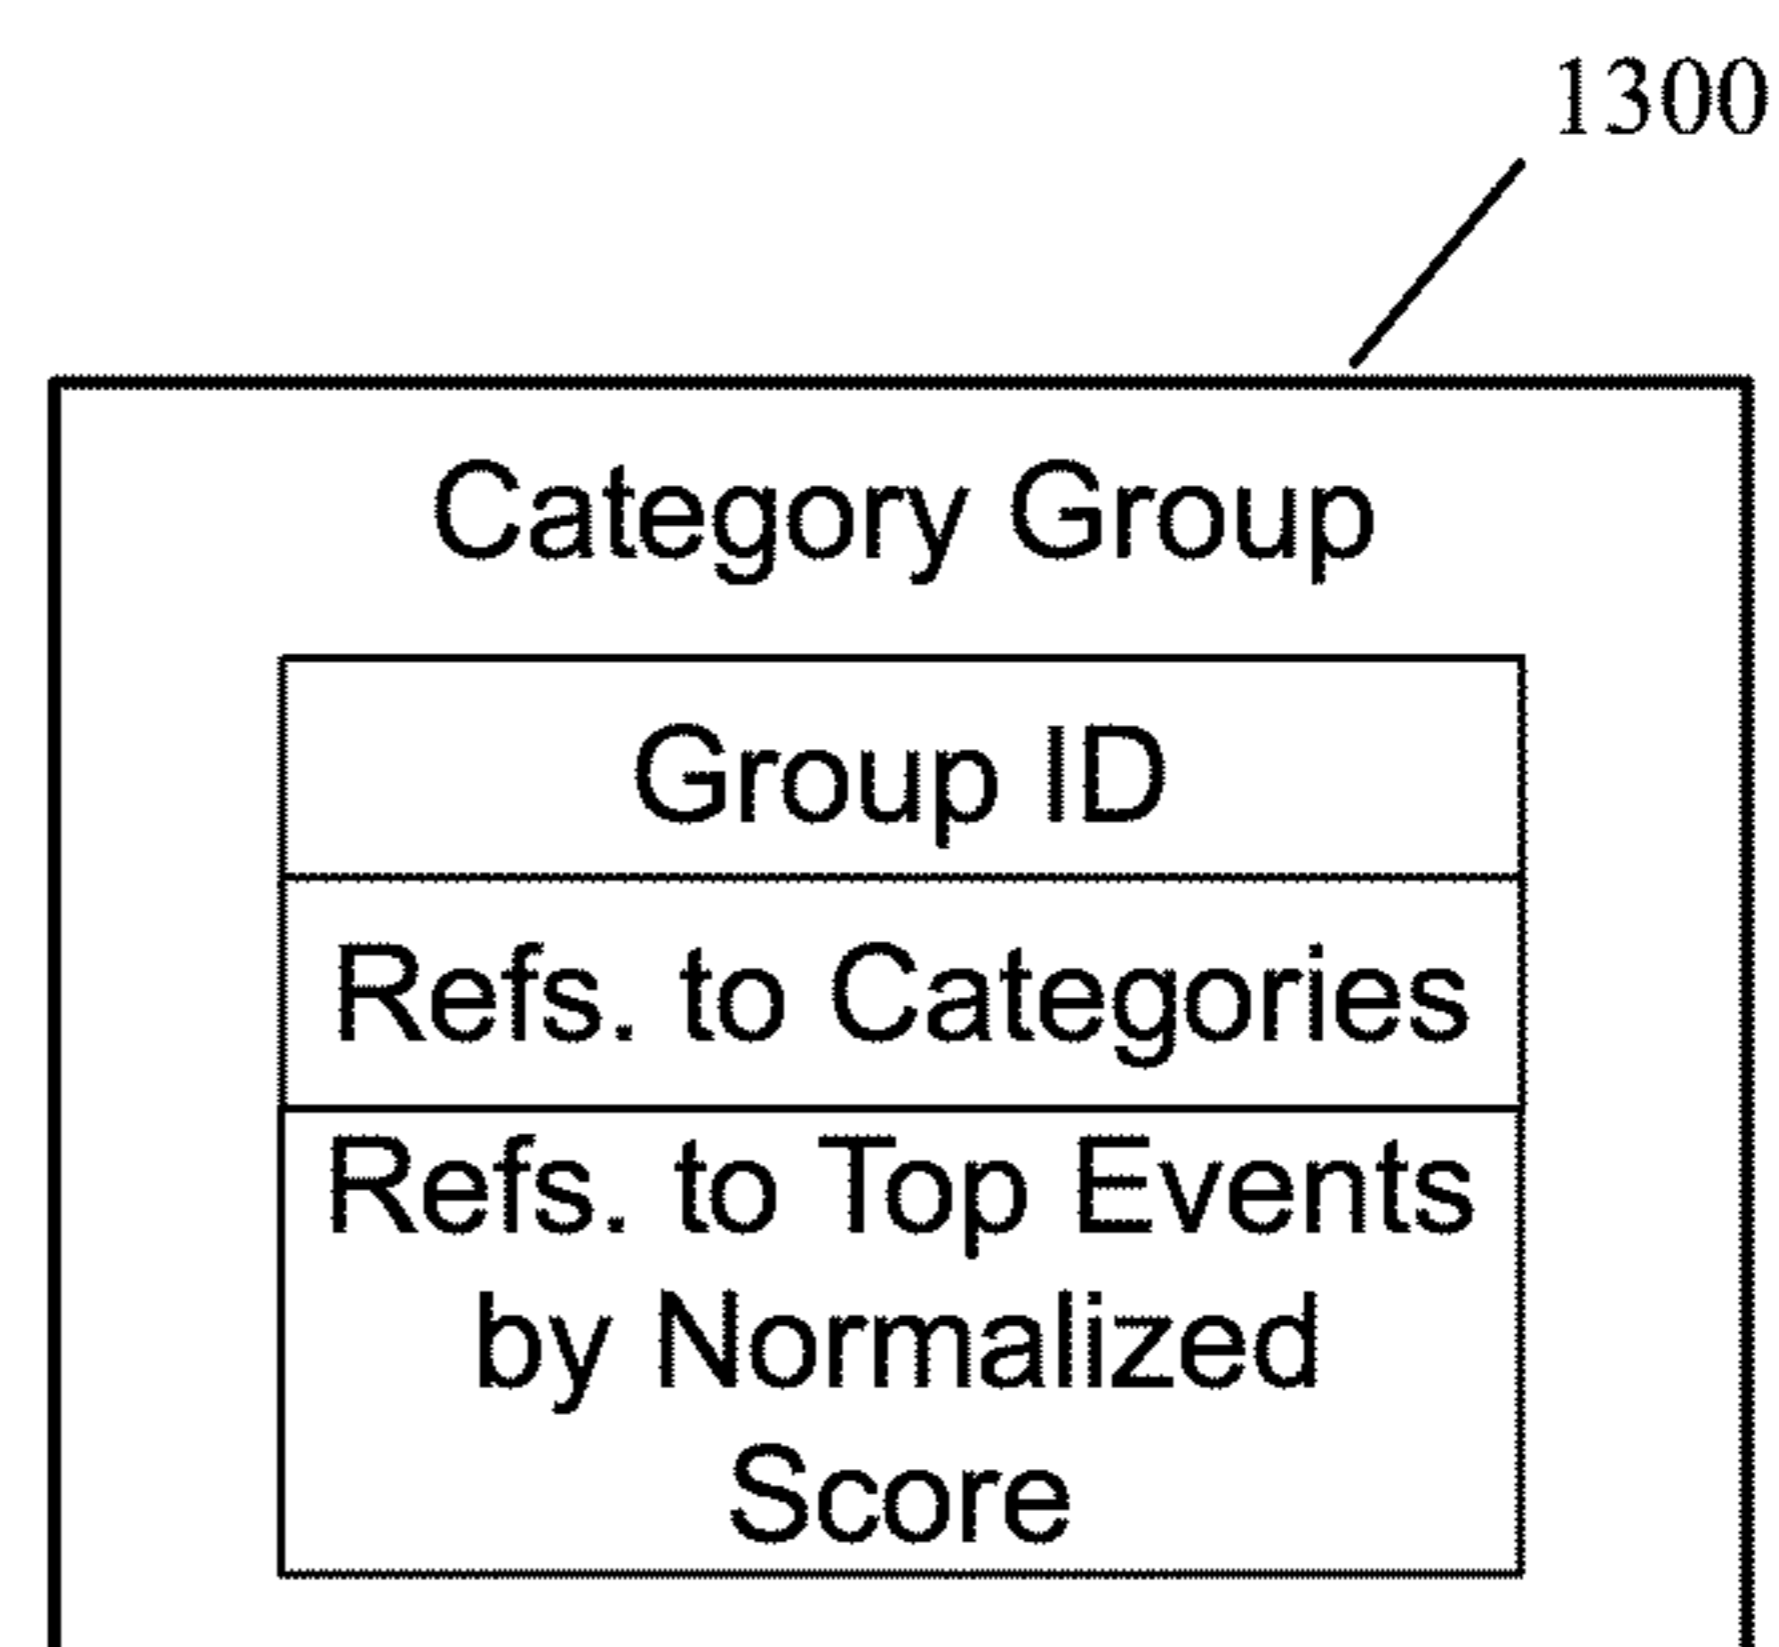 1300
Category Group
Group ID
Refs. to Categories
Refs. to Top Events
by Normalized
Score